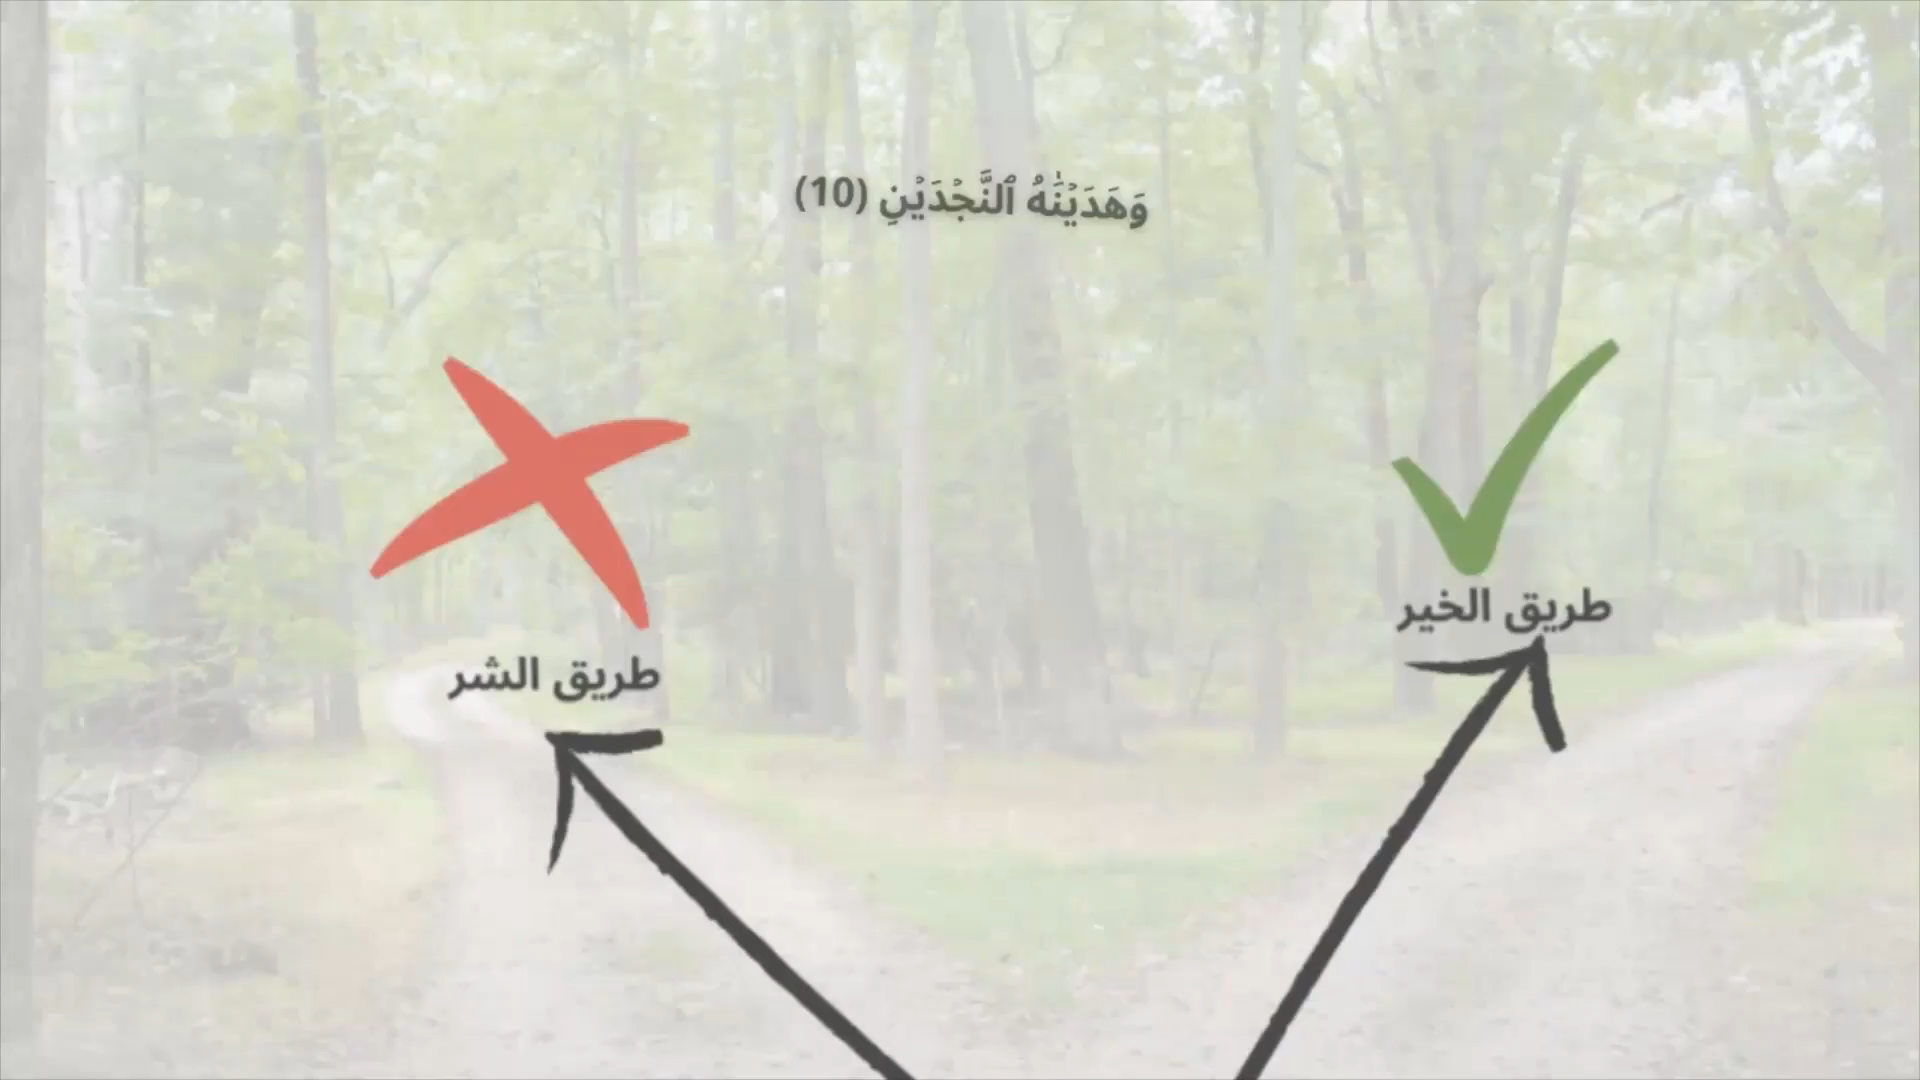 وَهَدَيۡنَٰهُ ٱلنَّجۡدَيۡنِ (10)
طريق الخير
طريق الشر